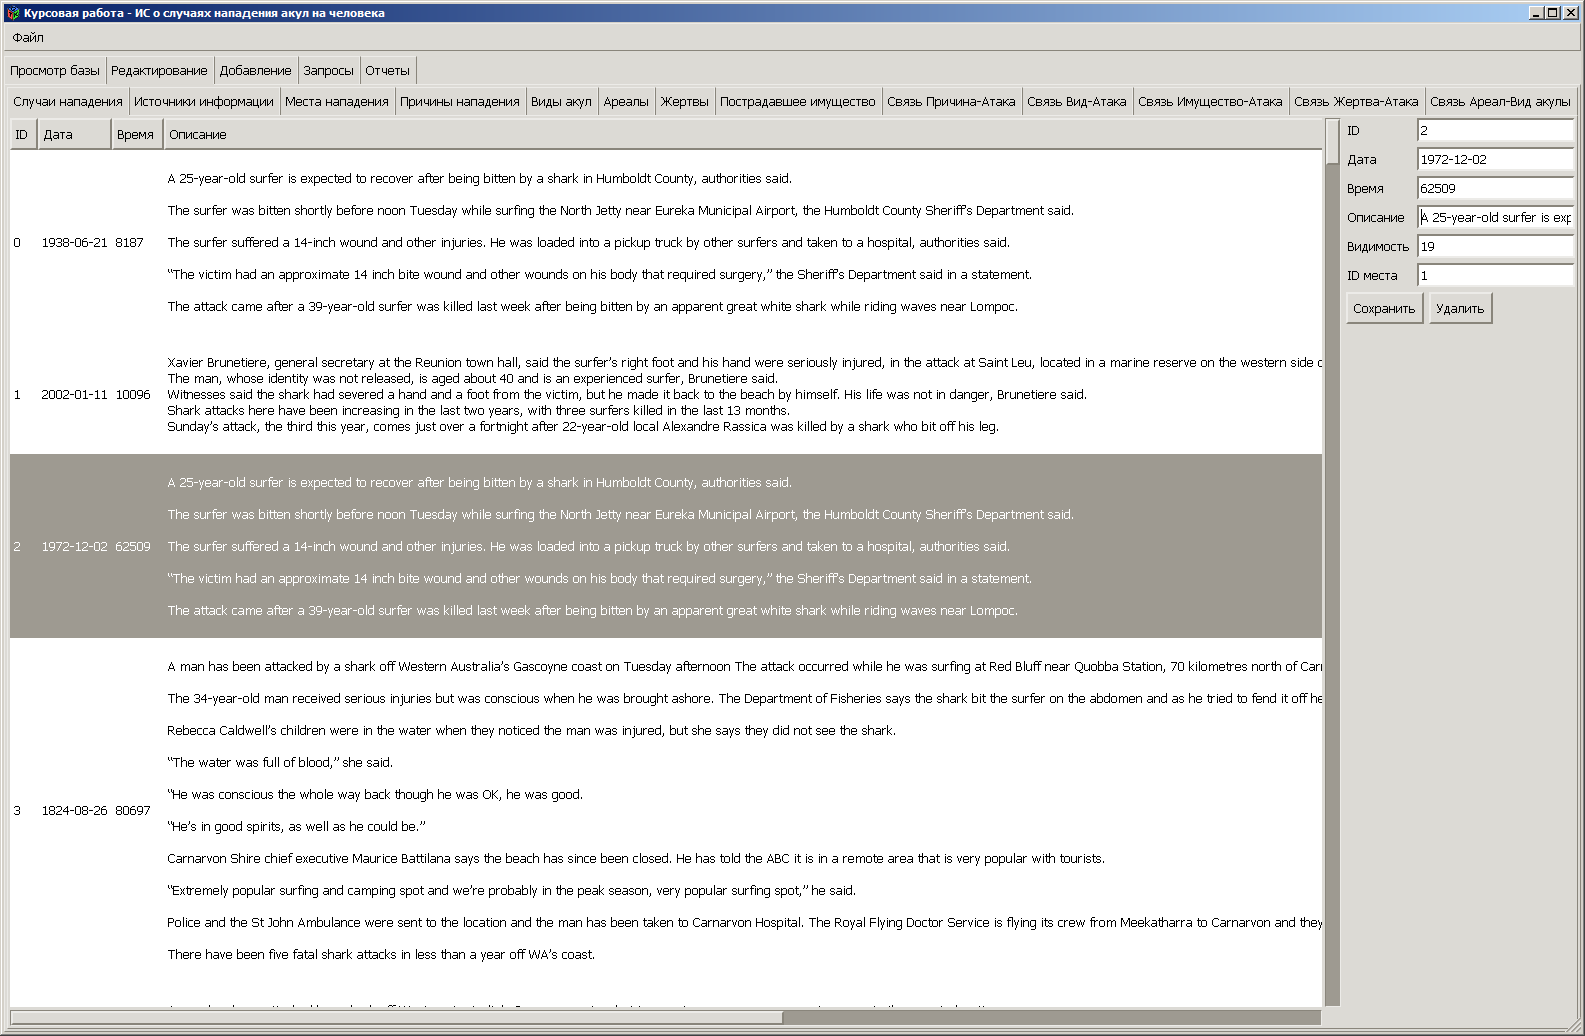 Курсовая работа - ИС о случаях нападения акул на человека
Файл
Просмотр базы Редактирование Добавление Запросы Отчеты
Случаи нападения Источники информации Места нападения Причины нападения Виды акул Ареалы Жертвы Пострадавшее имущество Связь Причина-Атака Связь Вид-Атака Связь Имущество-Атака Связь Жертва-Атака Связь Ареал-Вид акулы
ID Дата Время Описание
A 25-year-old surfer is expected to recover after being bitten by a shark in Humboldt County, authorities said.
The surfer was bitten shortly before noon Tuesday while surfing the North Jetty near Eureka Municipal Airport, the Humboldt County Sheriff's Department said.
0 1938-06-21 8187 The surfer suffered a 14-inch wound and other injuries. He was loaded into a pickup truck by other surfers and taken to a hospital, authorities said.
“The victim had an approximate 14 inch bite wound and other wounds on his body that required surgery,” the Sheriff's Department said in a statement.
The attack came after a 39-year-old surfer was killed last week after being bitten by an apparent great white shark while riding waves near Lompoc.
Xavier Brunetiere, general secretary at the Reunion town hall, said the surfer's right foot and his hand were seriously injured, in the attack at Saint Leu, located in a marine reserve on the western side
The man, whose identity was not released, is aged about 40 and is an experienced surfer, Brunetiere said.
1 2002-01-11 10096 Witnesses said the shark had severed a hand and a foot from the victim, but he made it back to the beach by himself. His life was not in danger, Brunetiere said.
Shark attacks here have been increasing in the last two years, with three surfers killed in the last 13 months.
Sunday's attack, the third this year, comes just over a fortnight after 22-year-old local Alexandre Rassica was killed by a shark who bit off his leg.
A 25-year-old surfer is expected to recover after being bitten by a shark in Humboldt County, authorities said.
The surfer was bitten shortly before noon Tuesday while surfing the North Jetty near Eureka Municipal Airport, the Humboldt County Sheriff's Department said.
2 1972-12-02 62509 The surfer suffered a 14-inch wound and other injuries. He was loaded into a pickup truck by other surfers and taken to a hospital, authorities said.
“The victim had an approximate 14 inch bite wound and other wounds on his body that required surgery,” the Sheriff's Department said in a statement.
The attack came after a 39-year-old surfer was killed last week after being bitten by an apparent great white shark while riding waves near Lompoc.
A man has been attacked by a shark off Western Australia's Gascoyne coast on Tuesday afternoon The attack occurred while he was surfing at Red Bluff near Quobba Station, 70 kilometres north of Car
The 34-year-old man received serious injuries but was conscious when he was brought ashore. The Department of Fisheries says the shark bit the surfer on the abdomen and as he tried to fend it off he
Rebecca Caldwell's children were in the water when they noticed the man was injured, but she says they did not see the shark.
“The water was full of blood,” she said.
“He was conscious the whole way back though he was OK, he was good.
3 1824-08-26 80697
“He's in good spirits, as well as he could be.”
Carnarvon Shire chief executive Maurice Battilana says the beach has since been closed. He has told the ABC it is in a remote area that is very popular with tourists.
“Extremely popular surfing and camping spot and we're probably in the peak season, very popular surfing spot,” he said.
Police and the St John Ambulance were sent to the location and the man has been taken to Carnarvon Hospital. The Royal Flying Doctor Service is flying its crew from Meekatharra to Carnarvon and they
There have been five fatal shark attacks in less than a year off WA's coast.
ID 2
Дата 1972-12-02
Время 62509
Описание A 25-year-old surfer is exp
Видимость 19
ID места 1
Сохранить Удалить